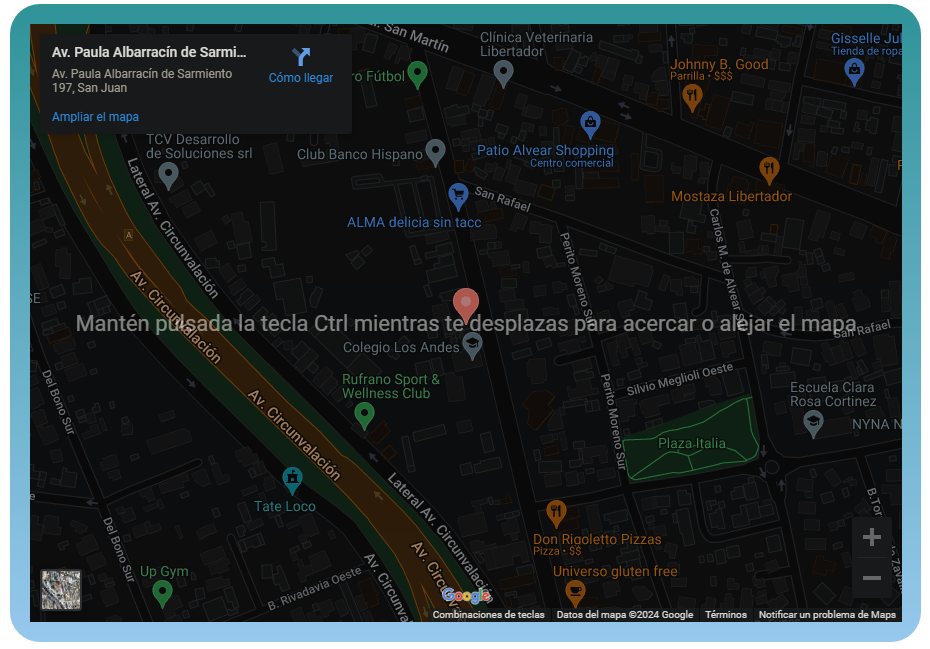 Av. Paula Albarracín de Sarmi...
Av. Paula Albarracín de Sarmiento
197, San Juan
Cómo llegar
Ampliar el mapa
San Martín
Clínica Veterinaria
Libertador
Gisselle Jul
Tienda de ropa
Johnny B. Good
Parrilla • $$$
ro Fútbol
TCV Desarrollo
de Soluciones srl
Club Banco Hispano
Patio Alvear Shopping
Centro comercial
Mostaza Libertador
San Rafael
ALMA delicia sin tacc
Lateral Av. Circunvalación
Carlos M. de Alvear Sur
Perito Moreno Sur
A
Av. Circunvalación
SE
Mantén pulsada la tecla Ctrl mientras te desplazas para acercar o alejar el mapa
San Rafael
Colegio Los Andes
Rufrano Sport &
Wellness Club
Silvio Meglioli Oeste
Escuela Clara
Rosa Cortinez
Del Bono Sur
Perito Moreno Sur
Av. Circunvalación
NYNA N
Plaza Italia
Tate Loco
Lateral Av. Circunvalación
Don Rigoletto Pizzas
Pizza • $$
B. Tor
Del Bono Sur
Av. Circunvalación
Up Gym
B. Rivadavia Oeste
Av. Circunv
Universo gluten free
+
−
Google
Combinaciones de teclas
Datos del mapa ©2024 Google
Términos
Notificar un problema de Maps